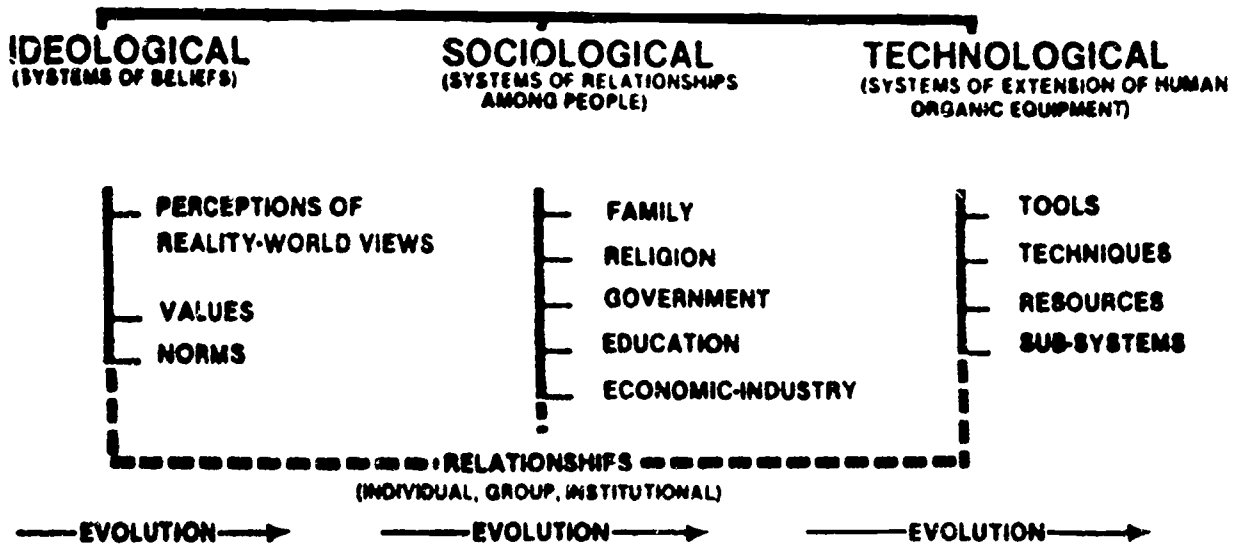 IDEOLOGICAL
(SYSTEMS OF BELIEFS)
SOCIOLOGICAL
(SYSTEMS OF RELATIONSHIPS
AMONG PEOPLE)
TECHNOLOGICAL
(SYSTEMS OF EXTENSION OF HUMAN
ORGANIC EQUIPMENT)
PERCEPTIONS OF
REALITY-WORLD VIEWS
VALUES
NORMS
FAMILY
RELIGION
GOVERNMENT
EDUCATION
ECONOMIC-INDUSTRY
TOOLS
TECHNIQUES
RESOURCES
SUB-SYSTEMS
RELATIONSHIPS
(INDIVIDUAL, GROUP, INSTITUTIONAL)
EVOLUTION
EVOLUTION
EVOLUTION